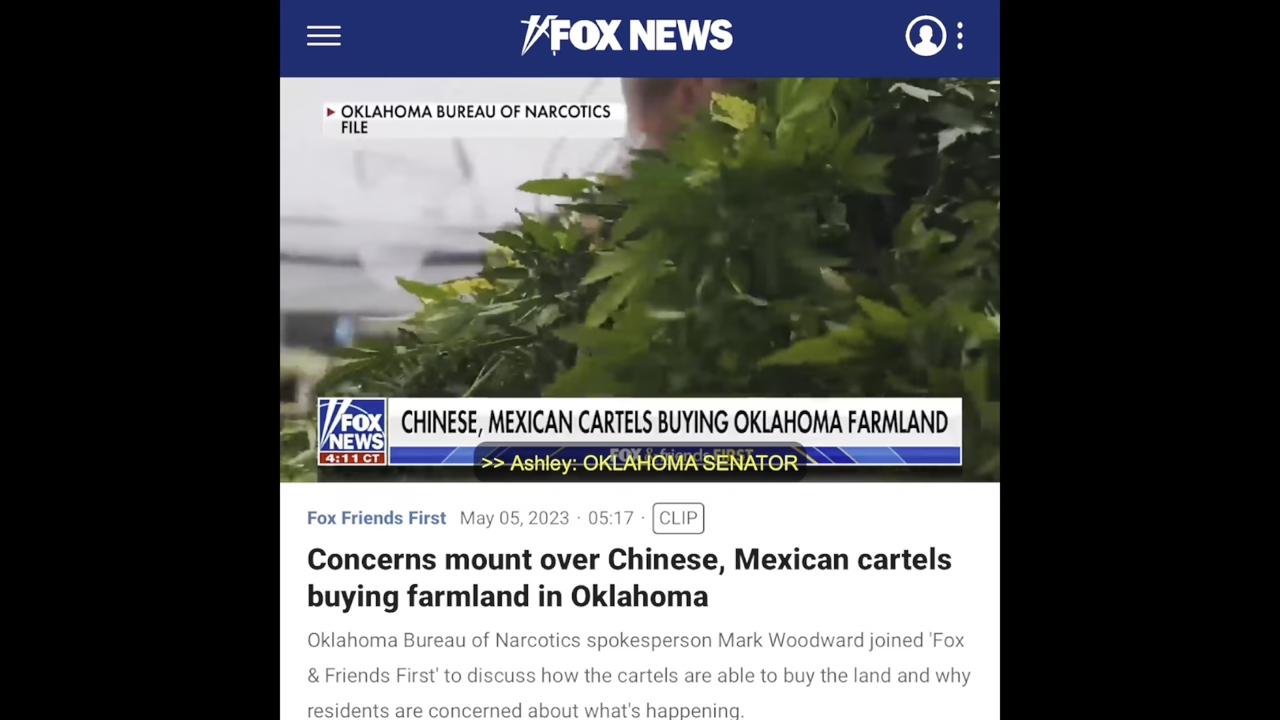 FOX NEWS
OKLAHOMA BUREAU OF NARCOTICS
FILE
FOX
NEWS
4:11 CT
CHINESE, MEXICAN CARTELS BUYING OKLAHOMA FARMLAND
FOX & friends FIRST
>> Ashley: OKLAHOMA SENATOR
Fox Friends First May 05, 2023 · 05:17 · CLIP
Concerns mount over Chinese, Mexican cartels
buying farmland in Oklahoma
Oklahoma Bureau of Narcotics spokesperson Mark Woodward joined 'Fox
& Friends First' to discuss how the cartels are able to buy the land and why
residents are concerned about what's happening.